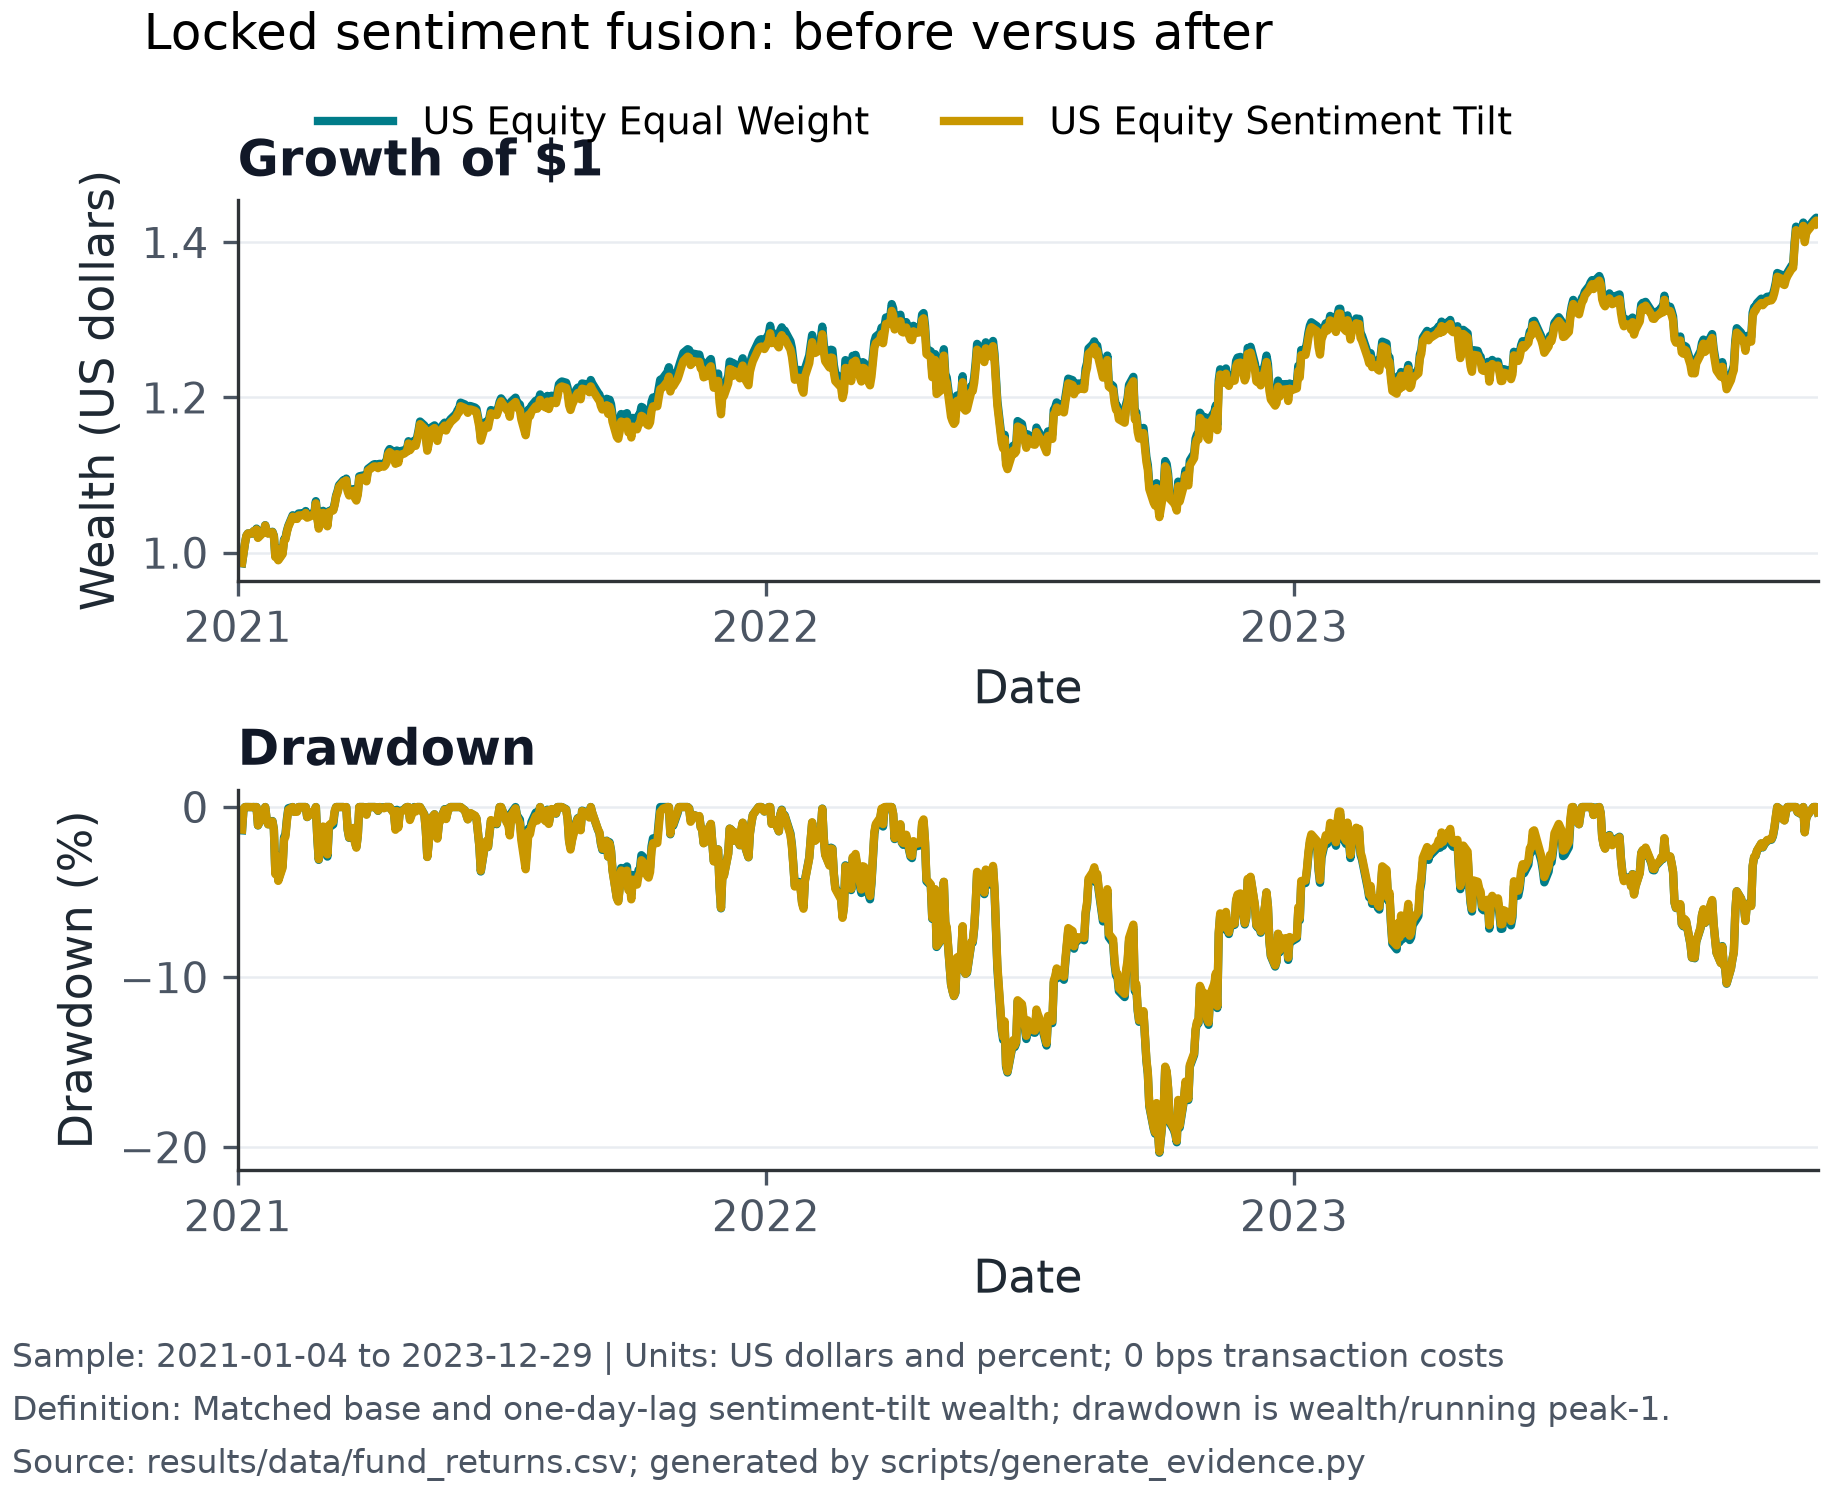 Locked sentiment fusion: before versus after
US Equity Equal Weight US Equity Sentiment Tilt
Growth of $1
Wealth (US dollars)
1.4
1.2
1.0
2021 2022 2023
Date
Drawdown
Drawdown (%)
0
−10
−20
2021 2022 2023
Date
Sample: 2021-01-04 to 2023-12-29 | Units: US dollars and percent; 0 bps transaction costs
Definition: Matched base and one-day-lag sentiment-tilt wealth; drawdown is wealth/running peak-1.
Source: results/data/fund_returns.csv; generated by scripts/generate_evidence.py